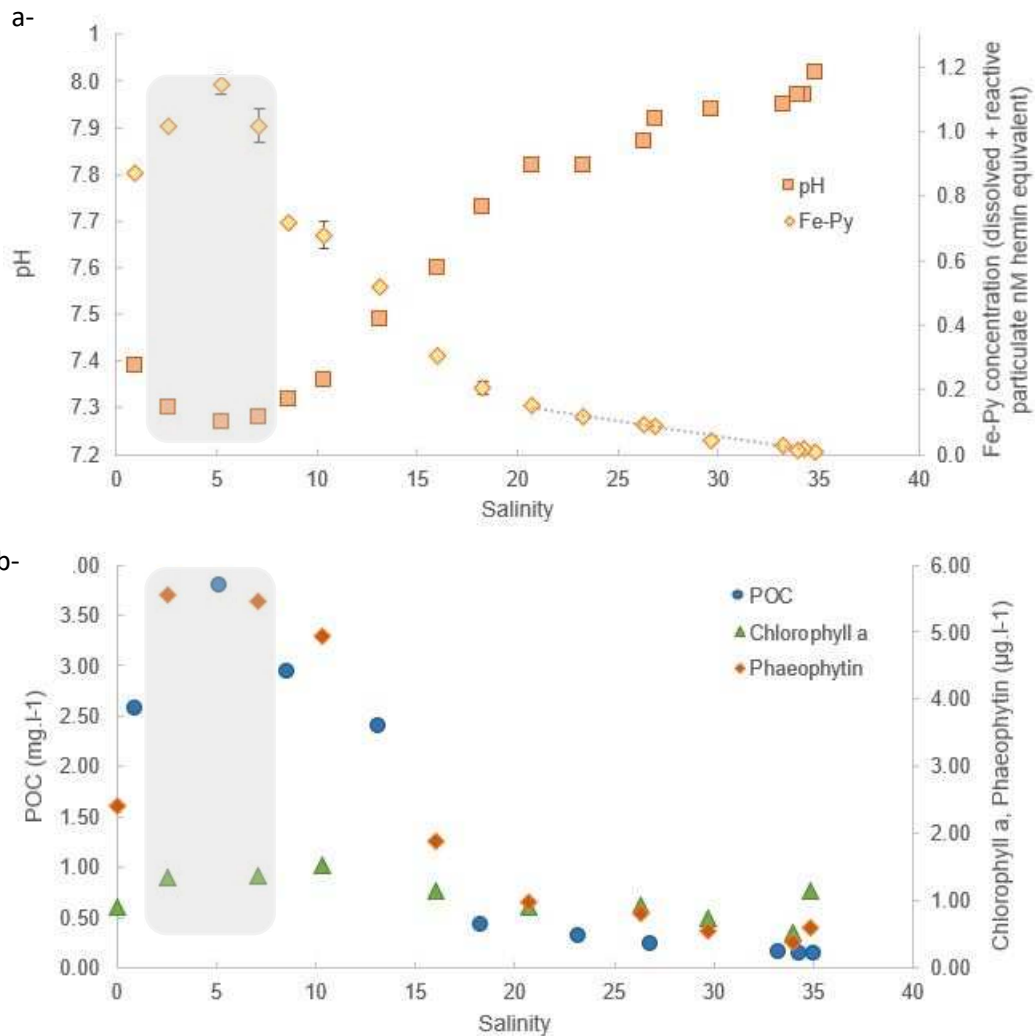 a-
1
8.0
7.9
7.8
7.7
7.6
7.5
7.4
7.3
7.2
pH
1.2
1.0
0.8
0.6
0.4
0.2
0.0
Fe-Py concentration (dissolved + reactive
particulate nM hemin equivalent)
pH
Fe-Py
0 5 10 15 20 25 30 35 40
Salinity
b-
.00
3.50
3.00
2.50
2.00
1.50
1.00
0.50
0.00
POC (mg.l-1)
6.00
5.00
4.00
3.00
2.00
1.00
0.00
Chlorophyll a, Phaeophytin (µg.l-1)
POC
Chlorophyll a
Phaeophytin
0 5 10 15 20 25 30 35 40
Salinity